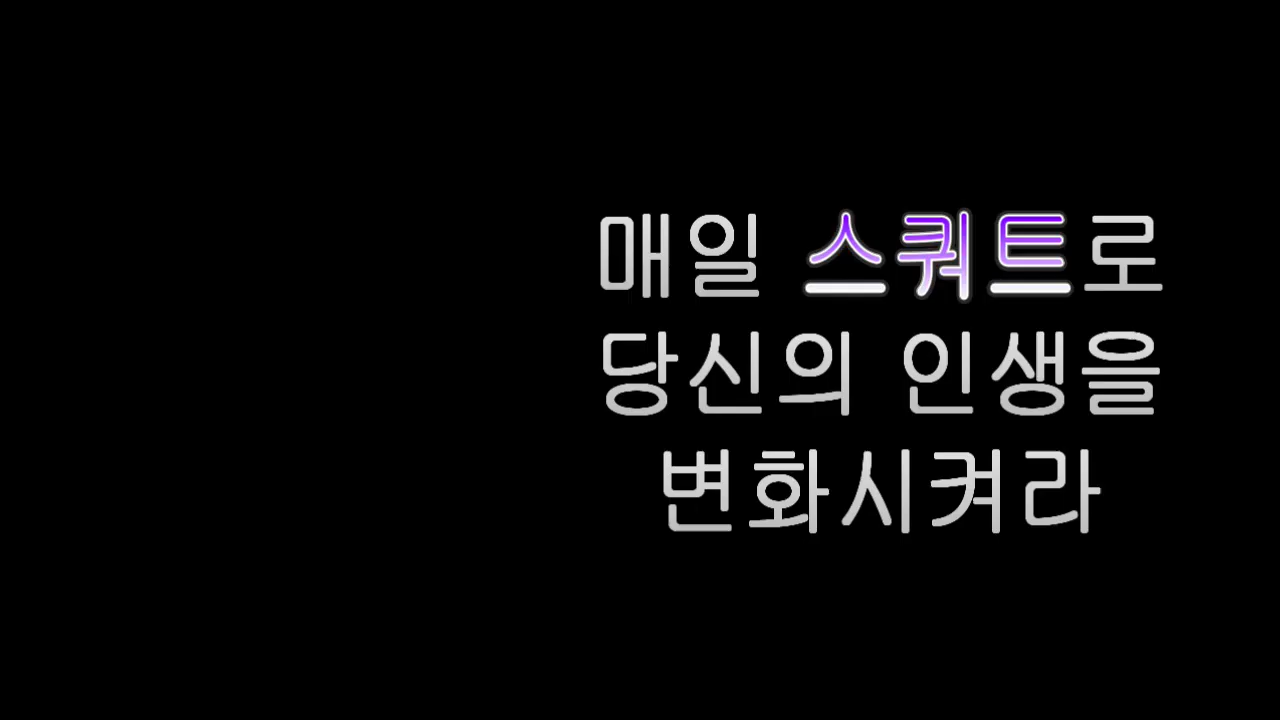 매일 스쿼트로
당신의 인생을
변화시켜라